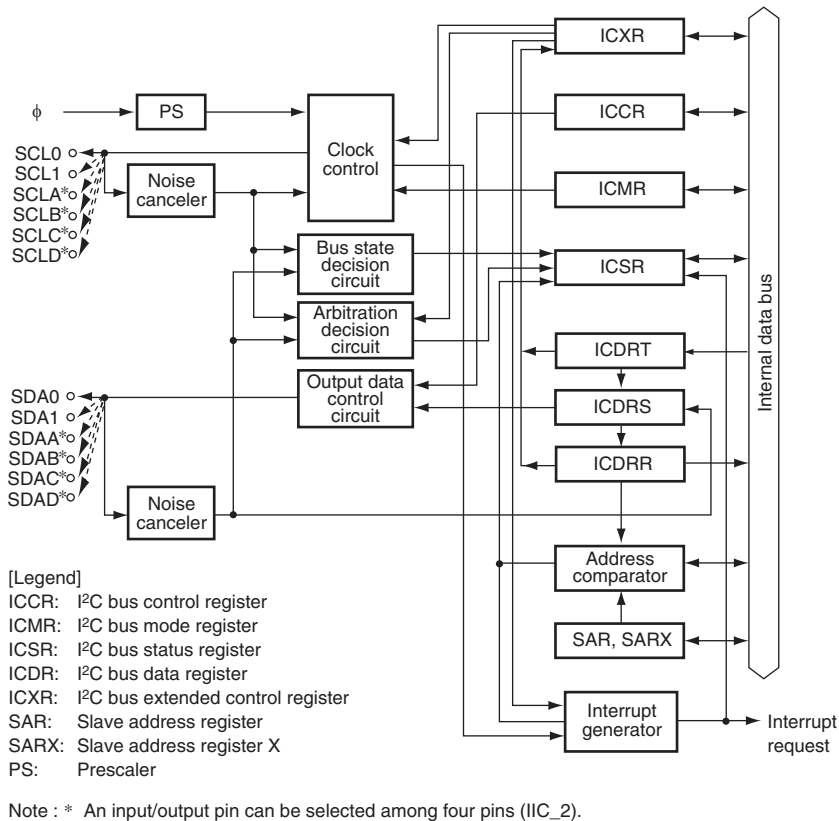 ICXR
ϕ
PS
ICCR
Clock
control
SCL0
SCL1
SCLA*
SCLB*
SCLC*
SCLD*
Noise
canceler
ICMR
Bus state
decision
circuit
ICSR
Arbitration
decision
circuit
Internal data bus
ICDRT
Output data
control
circuit
SDA0
SDA1
SDAA*
SDAB*
SDAC*
SDAD*
ICDRS
ICDRR
Noise
canceler
Address
comparator
SAR, SARX
Interrupt
generator
Interrupt
request
[Legend]
ICCR: I²C bus control register
ICMR: I²C bus mode register
ICSR: I²C bus status register
ICDR: I²C bus data register
ICXR: I²C bus extended control register
SAR: Slave address register
SARX: Slave address register X
PS: Prescaler
Note : * An input/output pin can be selected among four pins (IIC_2).